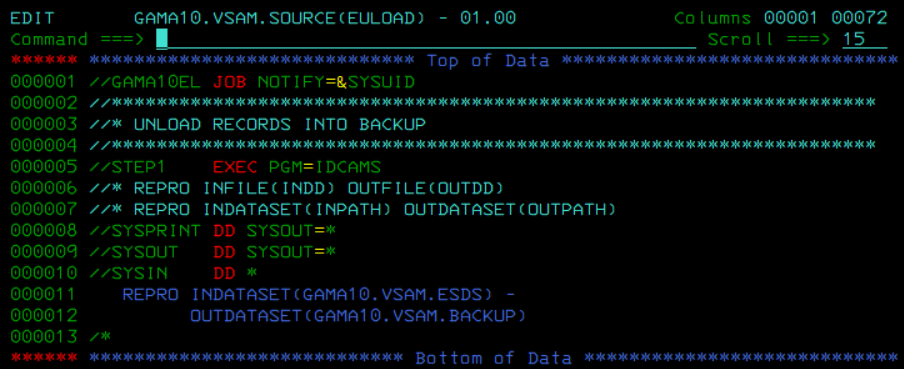 EDIT       GAMA10.VSAM.SOURCE(EULOAD) - 01.00              Columns 00001 00072
Command ===>                                                  Scroll ===> 15
****** **************************** Top of Data ******************************
000001 //GAMA10EL JOB NOTIFY=&SYSUID
000002 //*********************************************************************
000003 //* UNLOAD RECORDS INTO BACKUP
000004 //*********************************************************************
000005 //STEP1    EXEC PGM=IDCAMS
000006 //* REPRO INFILE(INDD) OUTFILE(OUTDD)
000007 //* REPRO INDATASET(INPATH) OUTDATASET(OUTPATH)
000008 //SYSPRINT DD SYSOUT=*
000009 //SYSOUT   DD SYSOUT=*
000010 //SYSIN    DD *
000011    REPRO INDATASET(GAMA10.VSAM.ESDS) -
000012          OUTDATASET(GAMA10.VSAM.BACKUP)
000013 /*
****** **************************** Bottom of Data ****************************